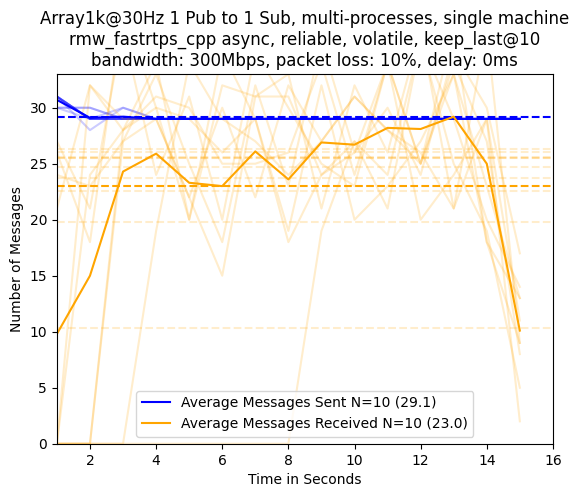 Array1k@30Hz 1 Pub to 1 Sub, multi-processes, single machine
rmw_fastrtps_cpp async, reliable, volatile, keep_last@10
bandwidth: 300Mbps, packet loss: 10%, delay: 0ms
Number of Messages
30
25
20
15
10
5
0
Average Messages Sent N=10 (29.1)
Average Messages Received N=10 (23.0)
2 4 6 8 10 12 14 16
Time in Seconds